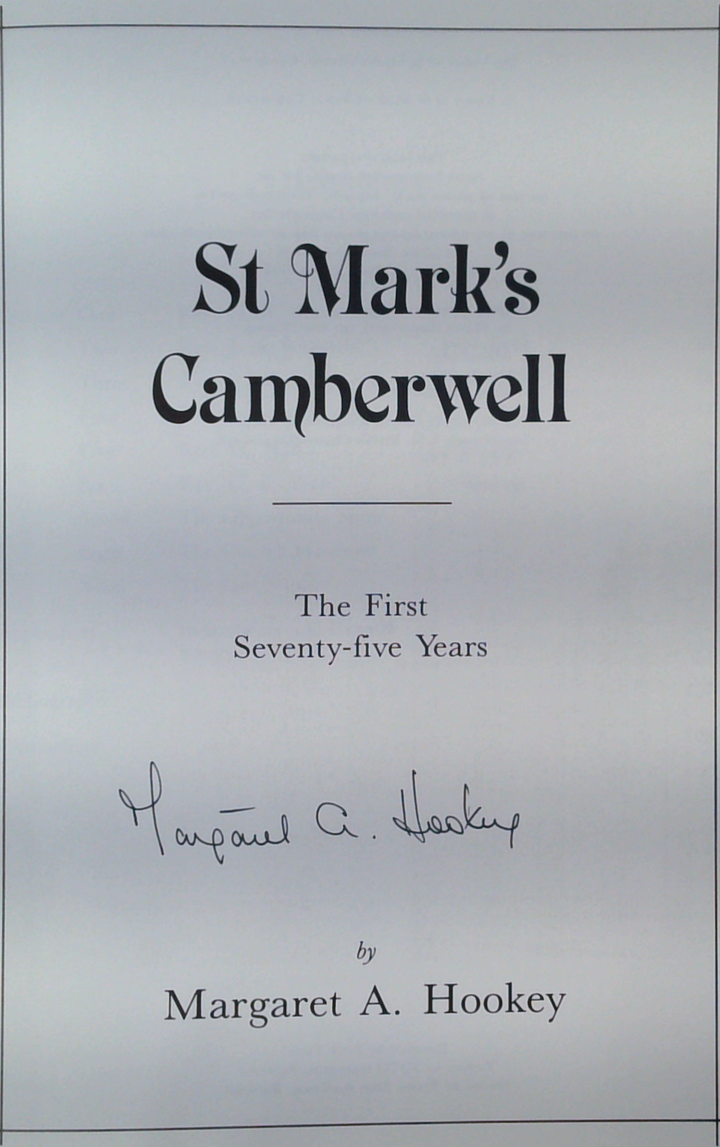 St Mark's
Camberwell
The First
Seventy-five Years
Margaret A. Hookey
by
Margaret A. Hookey